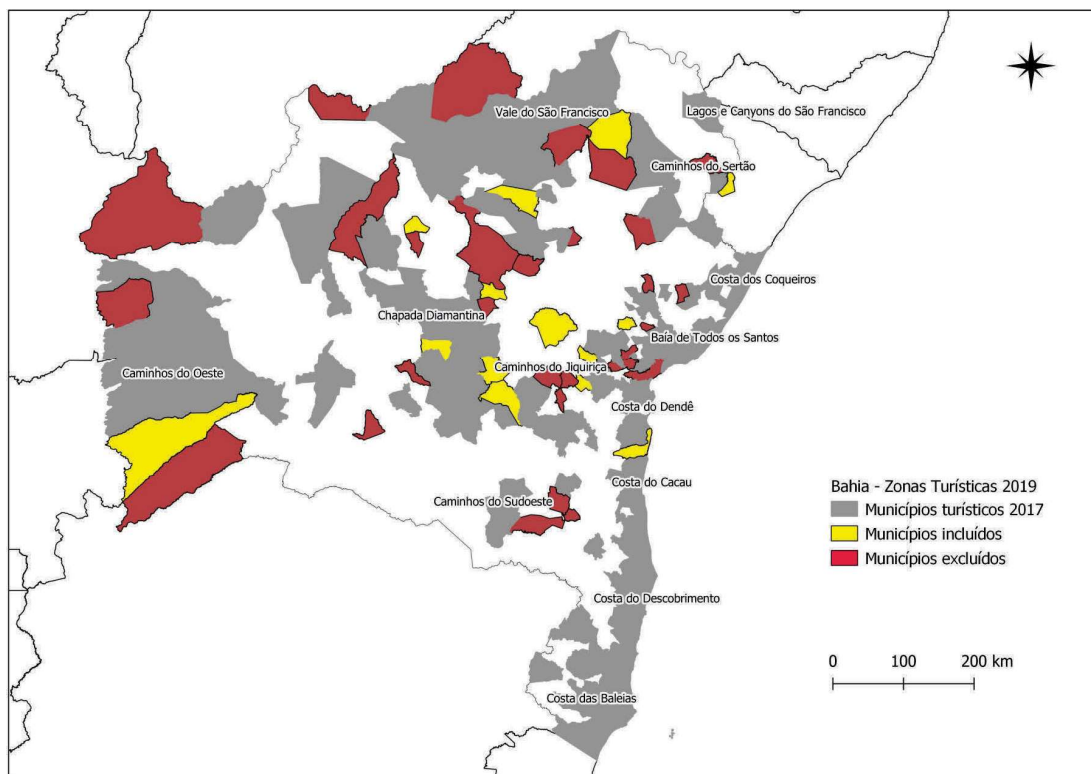 Vale do São Francisco
Lagos e Canyons do São Francisco
Caminhos do Sertão
Costa dos Coqueiros
Chapada Diamantina
Baía de Todos os Santos
Caminhos do Oeste
Caminhos do Jiquiriça
Costa do Dendê
Costa do Cacau
Caminhos do Sudoeste
Costa do Descobrimento
Costa das Baleias
Bahia - Zonas Turísticas 2019
Municípios turísticos 2017
Municípios incluídos
Municípios excluídos
0 100 200 km